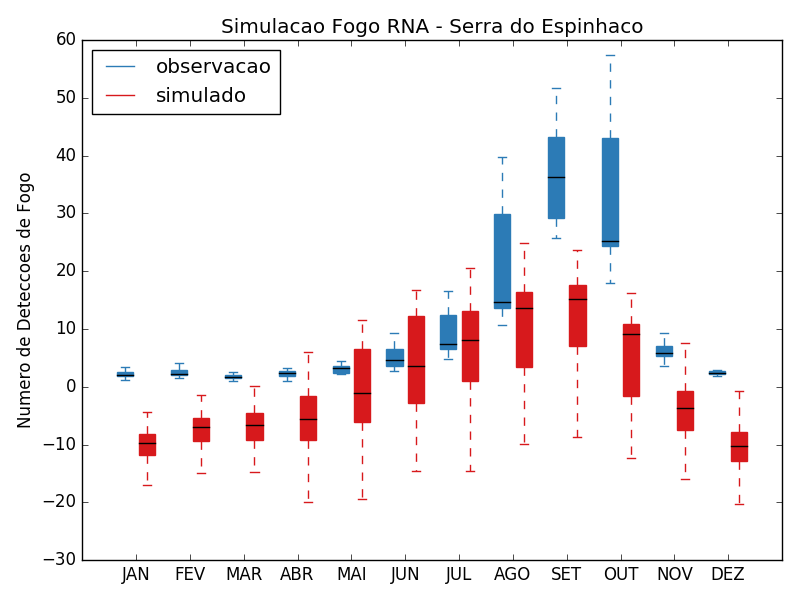 Simulacao Fogo RNA - Serra do Espinhaco
60
50
40
30
20
10
0
−10
−20
−30
Numero de Deteccoes de Fogo
observacao
simulado
JAN FEV MAR ABR MAI JUN JUL AGO SET OUT NOV DEZ